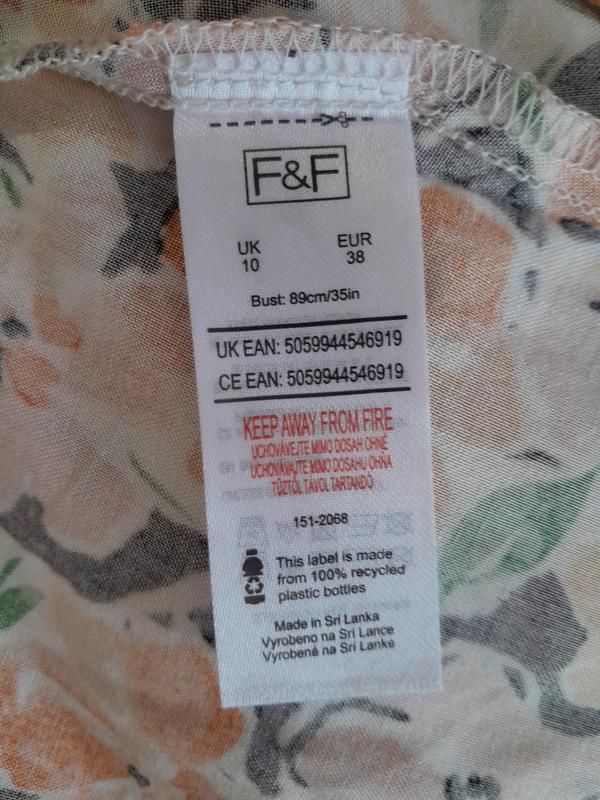 F&F
UK EUR
10 38
Bust: 89cm/35in
UK EAN: 5059944546919
CE EAN: 5059944546919
KEEP AWAY FROM FIRE
UCHOVÁVEJTE MIMO DOSAH OHNĚ
UCHOVÁVAJTE MIMO DOSAHU OHŇA
TŰZTŐL TÁVOL TARTANDÓ
151-2068
This label is made
from 100% recycled
plastic bottles
Made in Sri Lanka
Vyrobeno na Srí Lance
Vyrobené na Srí Lanke